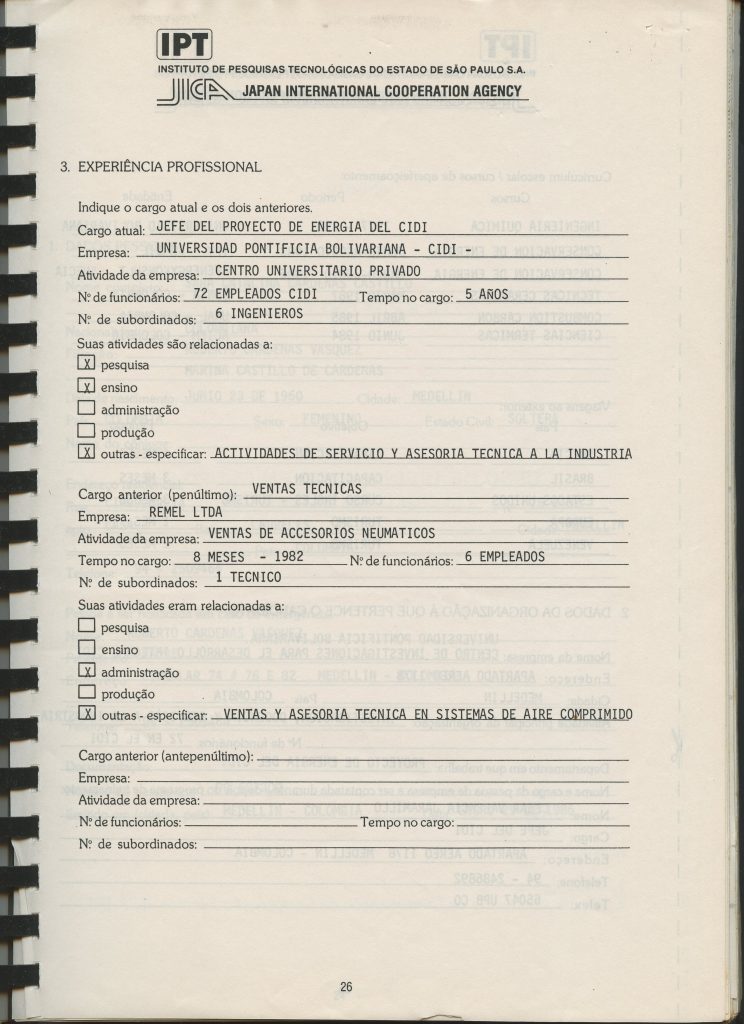 IPT
INSTITUTO DE PESQUISAS TECNOLÓGICAS DO ESTADO DE SÃO PAULO S.A.
JICA JAPAN INTERNATIONAL COOPERATION AGENCY
3. EXPERIÊNCIA PROFISSIONAL
Indique o cargo atual e os dois anteriores.
Cargo atual: JEFE DEL PROYECTO DE ENERGIA DEL CIDI
Empresa: UNIVERSIDAD PONTIFICIA BOLIVARIANA - CIDI -
Atividade da empresa: CENTRO UNIVERSITARIO PRIVADO
Nº de funcionários: 72 EMPLEADOS CIDI Tempo no cargo: 5 AÑOS
Nº de subordinados: 6 INGENIEROS
Suas atividades são relacionadas a:
X pesquisa
X ensino
administração
produção
X outras - especificar: ACTIVIDADES DE SERVICIO Y ASESORIA TECNICA A LA INDUSTRIA
Cargo anterior (penúltimo): VENTAS TECNICAS
Empresa: REMEL LTDA
Atividade da empresa: VENTAS DE ACCESORIOS NEUMATICOS
Tempo no cargo: 8 MESES - 1982 Nº de funcionários: 6 EMPLEADOS
Nº de subordinados: 1 TECNICO
Suas atividades eram relacionadas a:
pesquisa
ensino
X administração
produção
X outras - especificar: VENTAS Y ASESORIA TECNICA EN SISTEMAS DE AIRE COMPRIMIDO
Cargo anterior (antepenúltimo):
Empresa:
Atividade da empresa:
Nº de funcionários: Tempo no cargo:
Nº de subordinados:
26